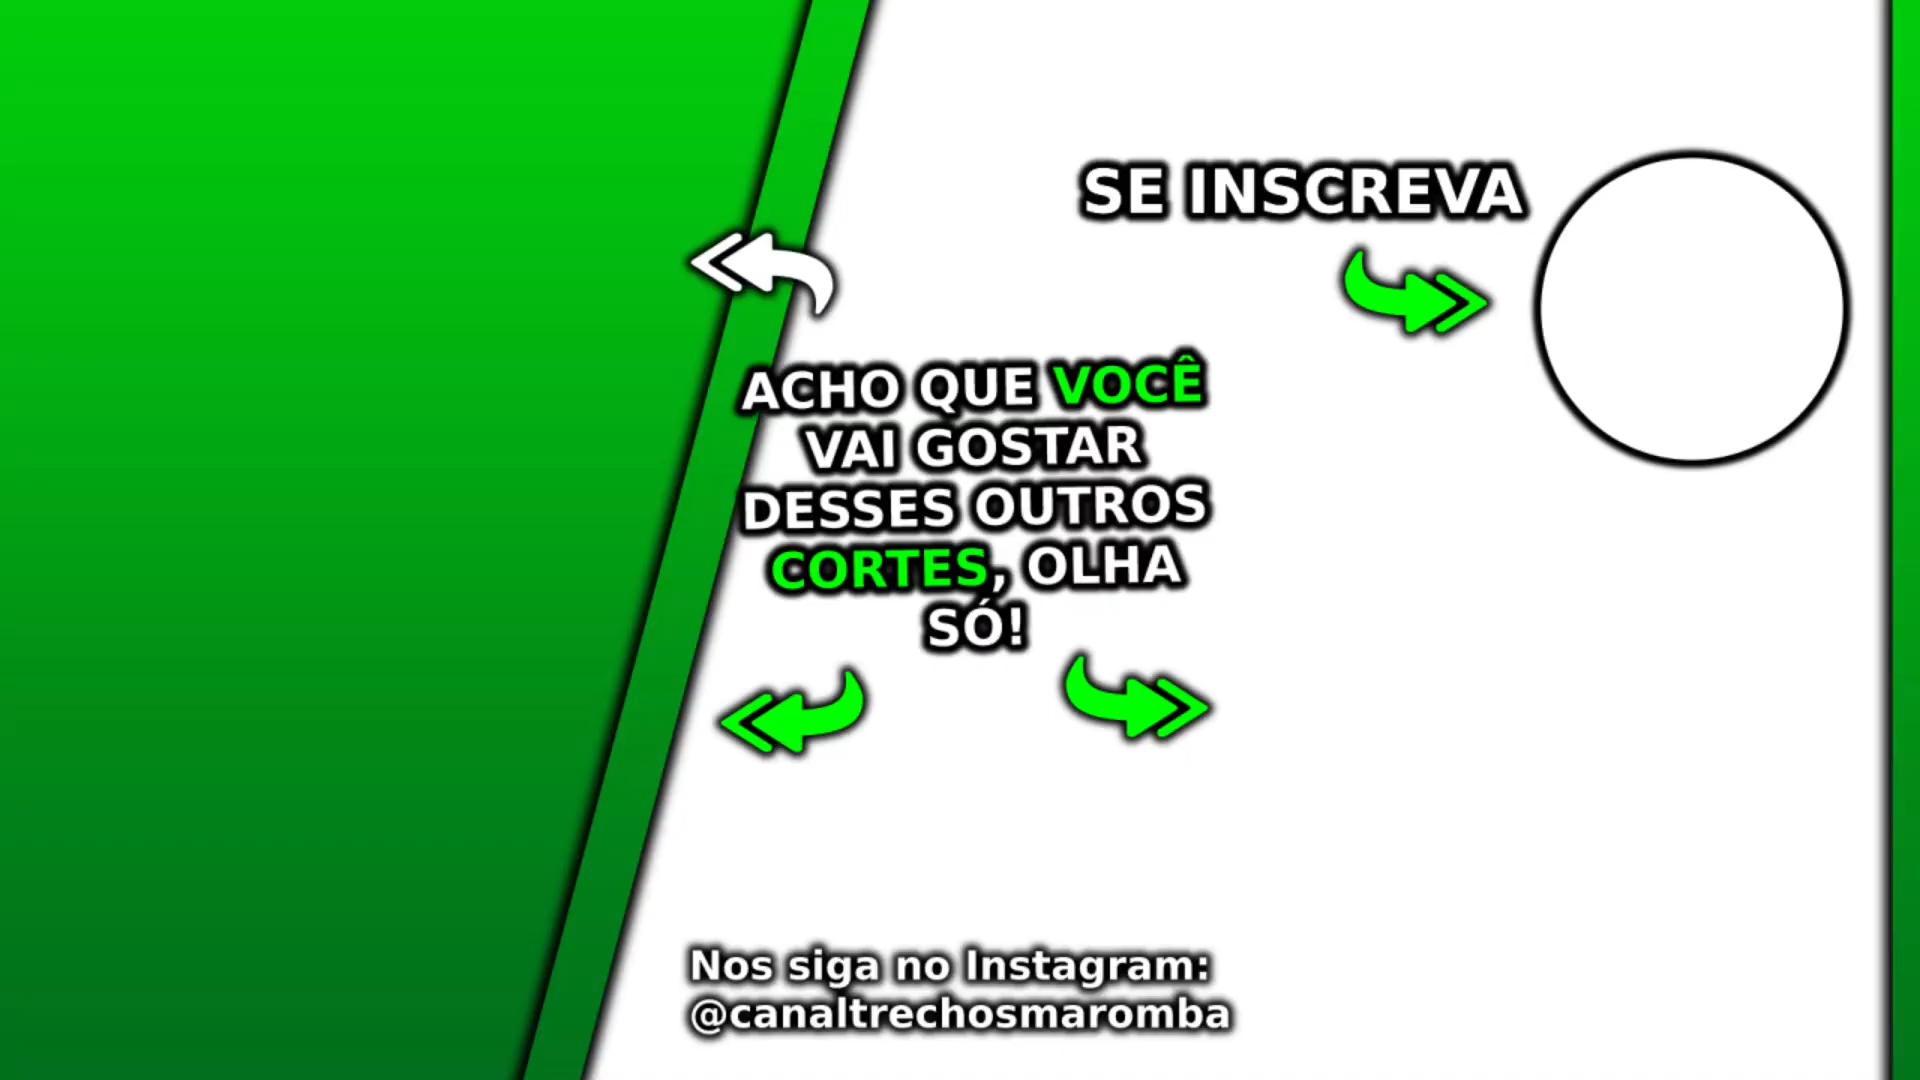 SE INSCREVA
ACHO QUE VOCÊ
VAI GOSTAR
DESSES OUTROS
CORTES, OLHA
SÓ!
Nos siga no Instagram:
@canaltrechosmaromba